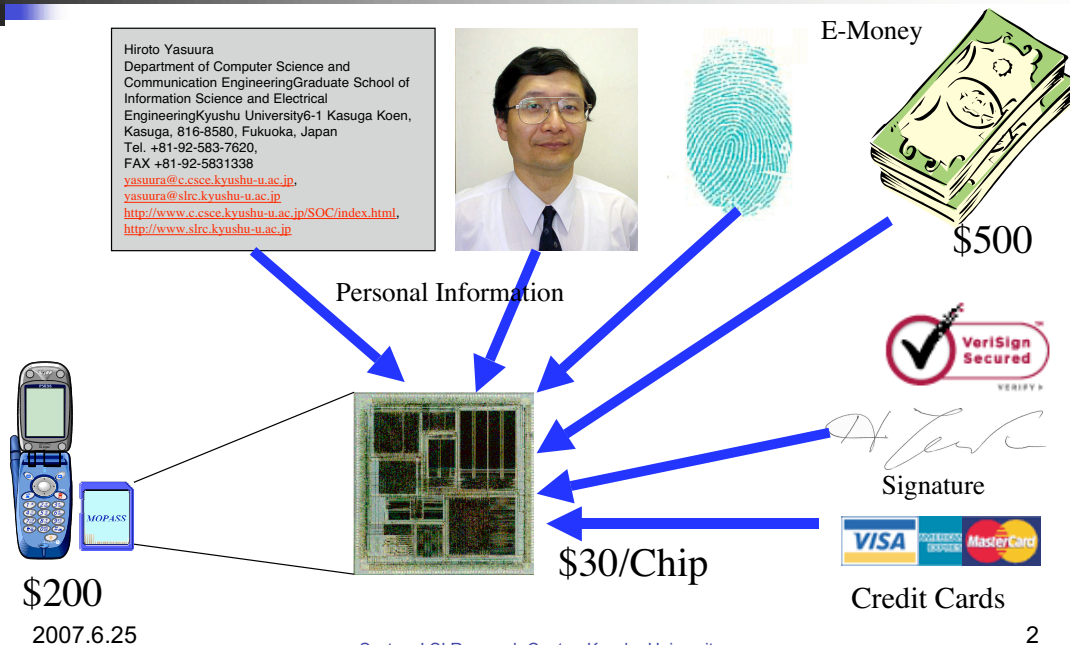 Hiroto Yasuura
Department of Computer Science and
Communication EngineeringGraduate School of
Information Science and Electrical
EngineeringKyushu University6-1 Kasuga Koen,
Kasuga, 816-8580, Fukuoka, Japan
Tel. +81-92-583-7620,
FAX +81-92-5831338
yasuura@c.csce.kyushu-u.ac.jp,
yasuura@slrc.kyushu-u.ac.jp
http://www.c.csce.kyushu-u.ac.jp/SOC/index.html,
http://www.slrc.kyushu-u.ac.jp
E-Money
$500
Personal Information
VeriSign
Secured
VERIFY
Signature
MOPASS
$200
$30/Chip
VISA
AMERICAN
EXPRESS
MasterCard
Credit Cards
2007.6.25
2